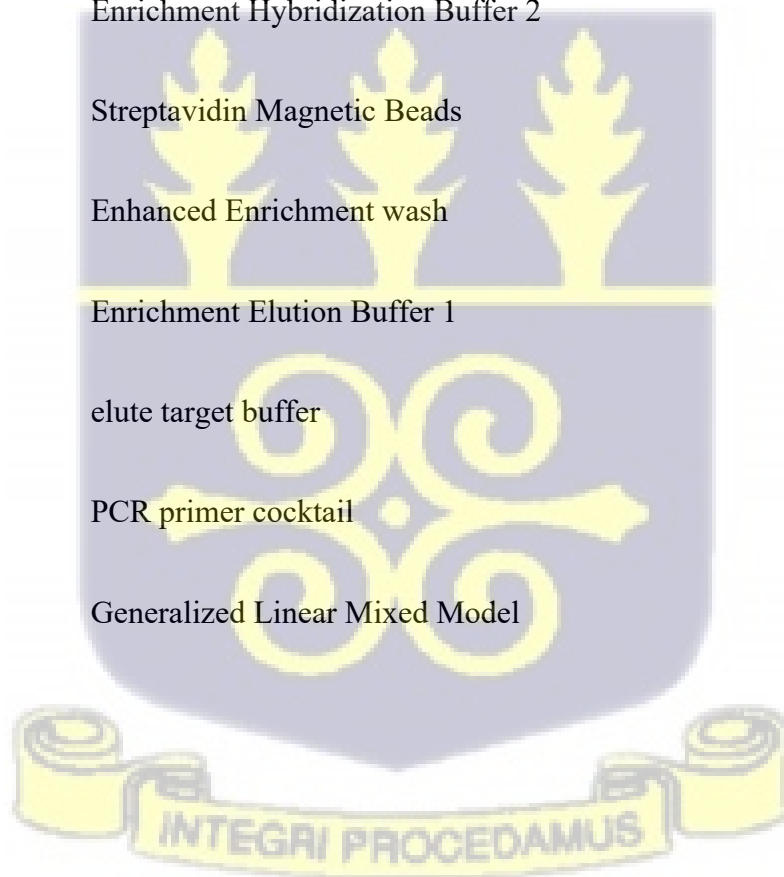 Enrichment Hybridization Buffer 2
Streptavidin Magnetic Beads
Enhanced Enrichment wash
Enrichment Elution Buffer 1
elute target buffer
PCR primer cocktail
Generalized Linear Mixed Model
INTEGRI PROCEDAMUS